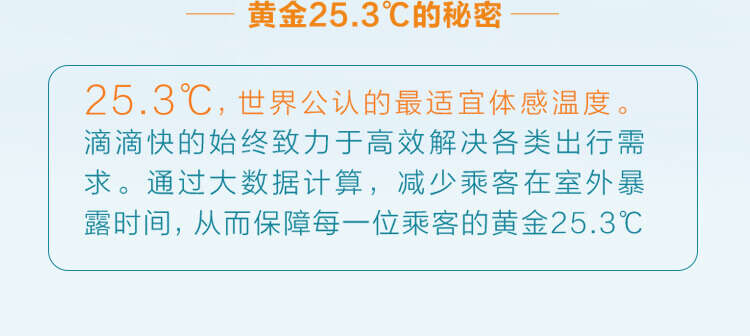 黄金25.3℃的秘密
25.3℃，世界公认的最适宜体感温度。
滴滴快的始终致力于高效解决各类出行需
求。通过大数据计算，减少乘客在室外暴
露时间，从而保障每一位乘客的黄金25.3℃